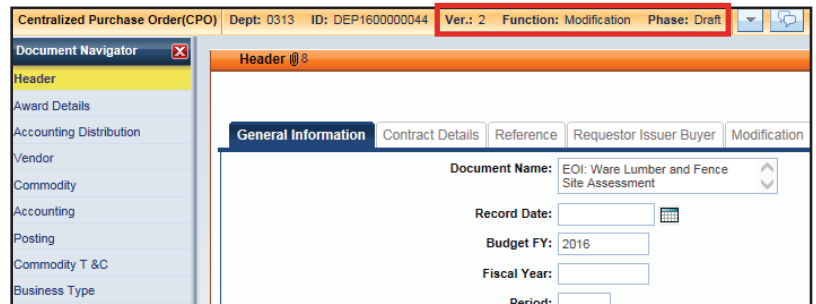 Centralized Purchase Order(CPO) Dept: 0313 ID: DEP1600000044 Ver.: 2 Function: Modification Phase: Draft
Document Navigator
Header
Award Details
Accounting Distribution
Vendor
Commodity
Accounting
Posting
Commodity T &C
Business Type
Header 8
General Information Contract Details Reference Requestor Issuer Buyer Modification
Document Name: EOI: Ware Lumber and Fence
Site Assessment
Record Date:
Budget FY: 2016
Fiscal Year:
Period: